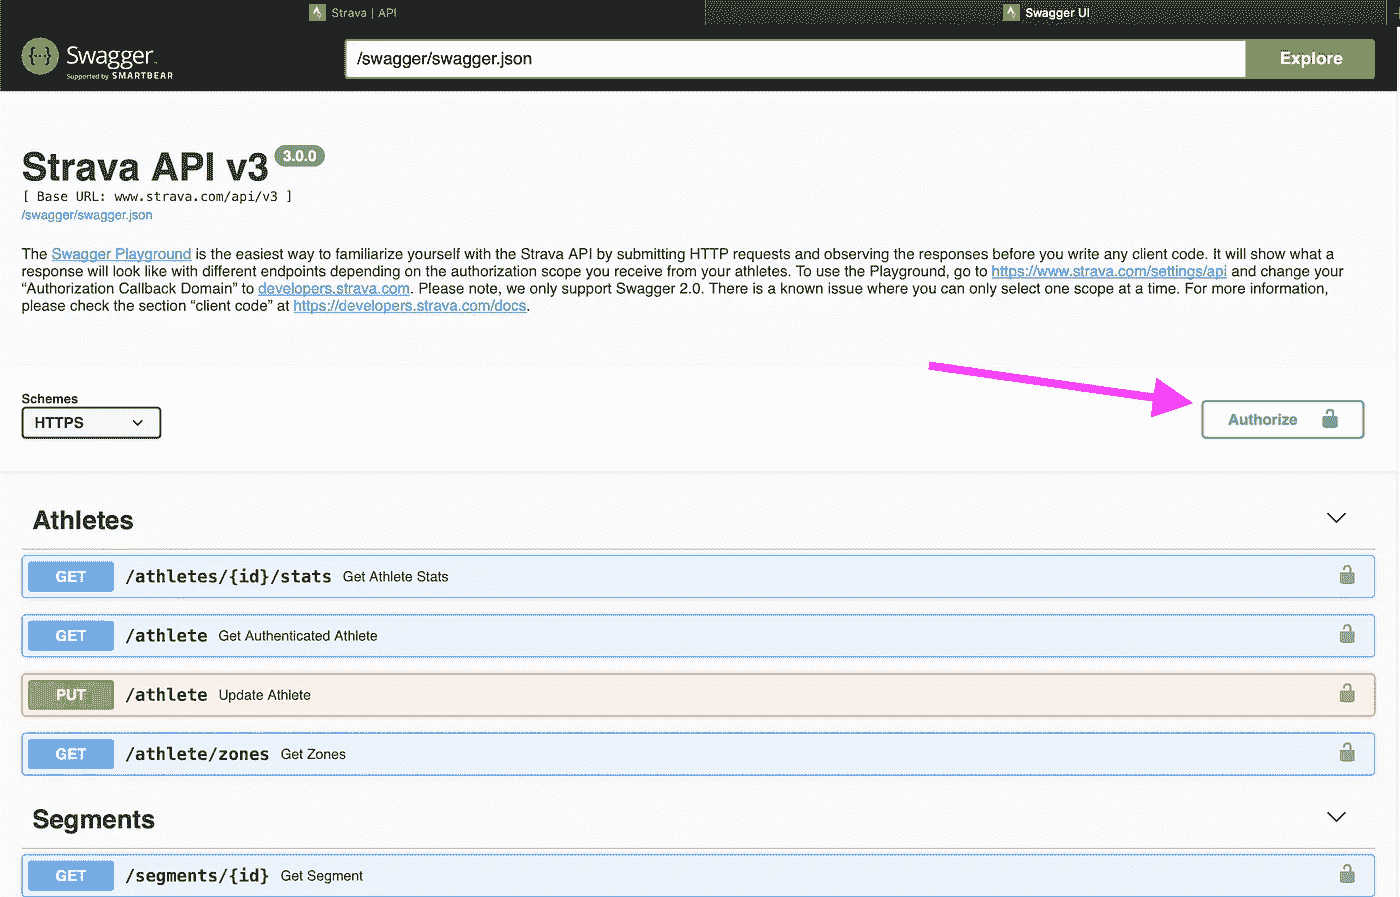 Strava | API
Swagger UI
Swagger
Supported by SMARTBEAR
/swagger/swagger.json
Explore
Strava API v3 3.0.0
[ Base URL: www.strava.com/api/v3 ]
/swagger/swagger.json
The Swagger Playground is the easiest way to familiarize yourself with the Strava API by submitting HTTP requests and observing the responses before you write any client code. It will show what a
response will look like with different endpoints depending on the authorization scope you receive from your athletes. To use the Playground, go to https://www.strava.com/settings/api and change your
“Authorization Callback Domain” to developers.strava.com. Please note, we only support Swagger 2.0. There is a known issue where you can only select one scope at a time. For more information,
please check the section “client code” at https://developers.strava.com/docs.
Schemes
HTTPS
Authorize
Athletes
GET /athletes/{id}/stats Get Athlete Stats
GET /athlete Get Authenticated Athlete
PUT /athlete Update Athlete
GET /athlete/zones Get Zones
Segments
GET /segments/{id} Get Segment